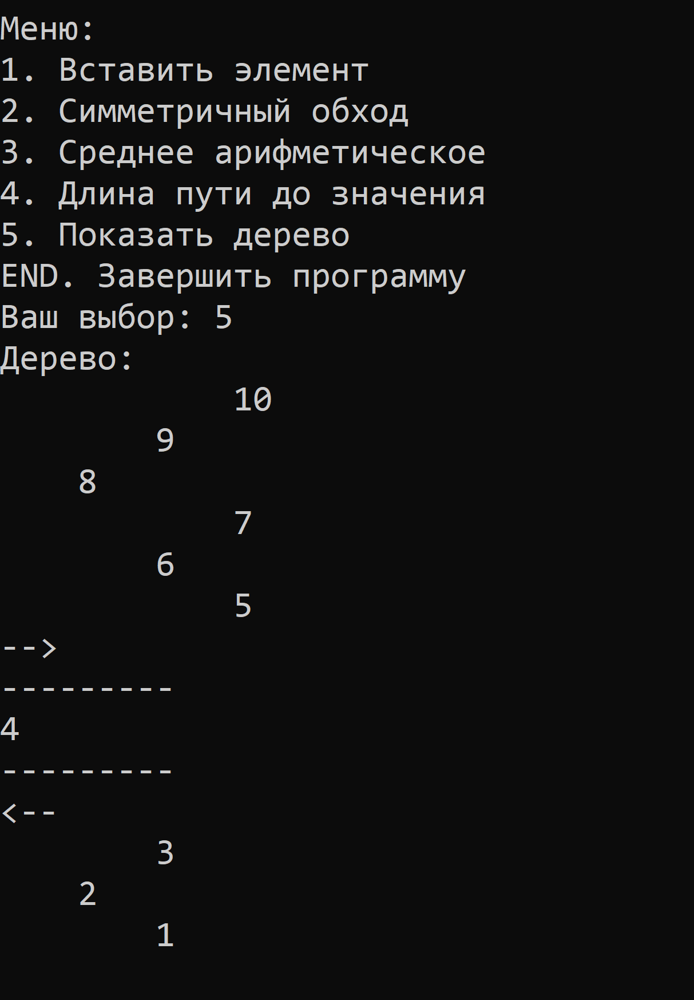 Меню:
1. Вставить элемент
2. Симметричный обход
3. Среднее арифметическое
4. Длина пути до значения
5. Показать дерево
END. Завершить программу
Ваш выбор: 5
Дерево:
            10
        9
    8
            7
        6
            5
-->
---------
4
---------
<--
        3
    2
        1